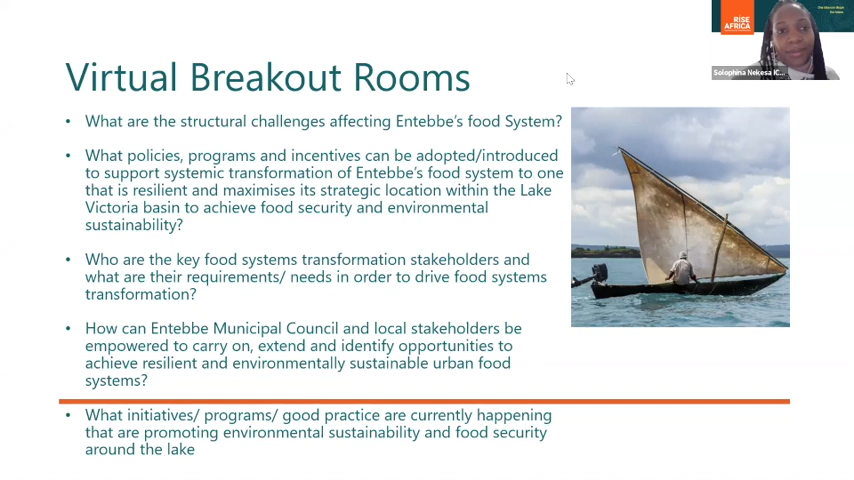 RISE
AFRICA
Solophina Nekesa IC...
Virtual Breakout Rooms
• What are the structural challenges affecting Entebbe's food System?
• What policies, programs and incentives can be adopted/introduced
to support systemic transformation of Entebbe's food system to one
that is resilient and maximises its strategic location within the Lake
Victoria basin to achieve food security and environmental
sustainability?
• Who are the key food systems transformation stakeholders and
what are their requirements/ needs in order to drive food systems
transformation?
• How can Entebbe Municipal Council and local stakeholders be
empowered to carry on, extend and identify opportunities to
achieve resilient and environmentally sustainable urban food
systems?
• What initiatives/ programs/ good practice are currently happening
that are promoting environmental sustainability and food security
around the lake